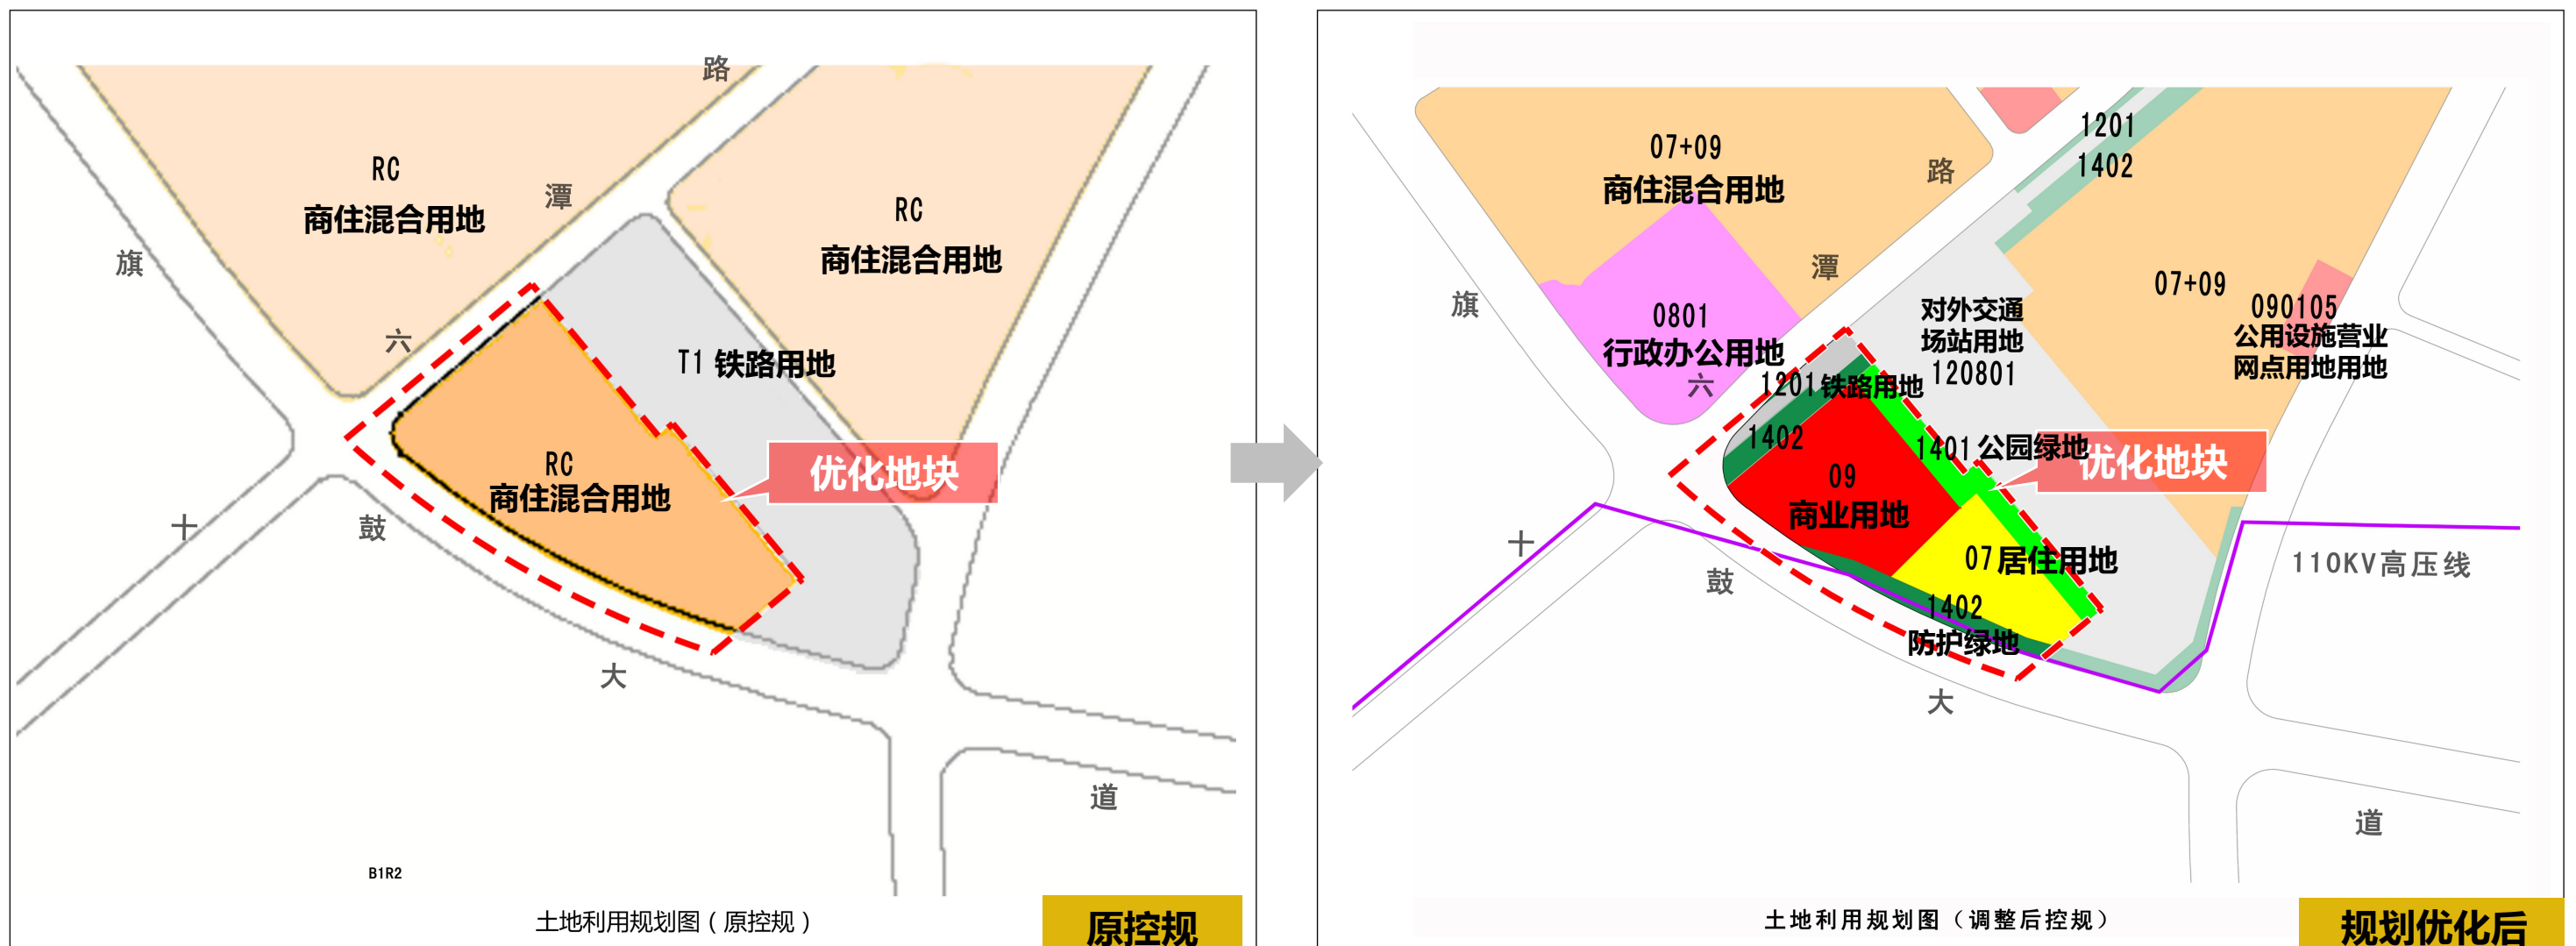 路
RC
商住混合用地
潭
RC
商住混合用地
旗
六
T1 铁路用地
RC
商住混合用地
优化地块
十
鼓
大
道
B1R2
土地利用规划图（原控规）
原控规
1201
1402
07+09
商住混合用地
路
潭
旗
07+09
090105
公用设施营业
网点用地用地
对外交通
场站用地
120801
0801
行政办公用地
六
1201 铁路用地
1402
1401 公园绿地
优化地块
09
商业用地
07 居住用地
110KV高压线
十
鼓
1402
防护绿地
大
道
土地利用规划图（调整后控规）
规划优化后